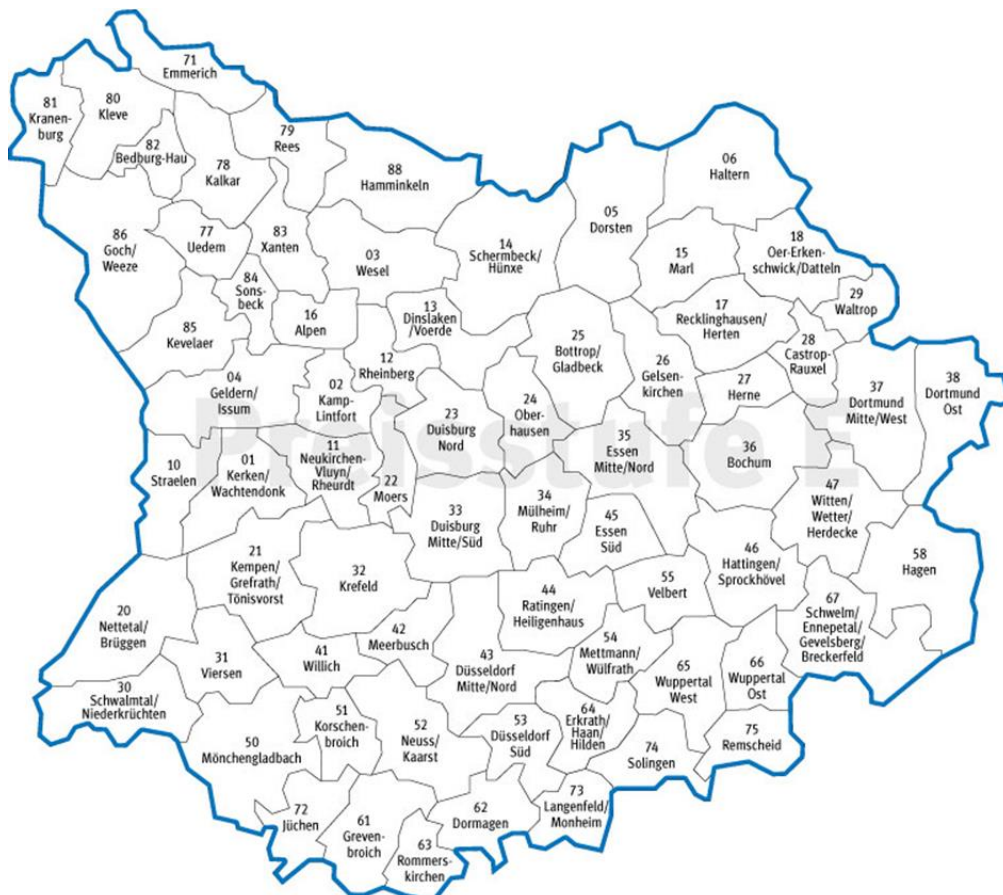 71
Emmerich
81
Kranen-
burg
80
Kleve
82
Bedburg-Hau
79
Rees
78
Kalkar
88
Hamminkeln
06
Haltern
05
Dorsten
86
Goch/
Weeze
77
Uedem
83
Xanten
03
Wesel
14
Schermbeck/
Hünxe
15
Marl
18
Oer-Erken-
schwick/Datteln
84
Sons-
beck
16
Alpen
13
Dinslaken
/Voerde
29
Waltrop
17
Recklinghausen/
Herten
85
Kevelaer
12
Rheinberg
25
Bottrop/
Gladbeck
26
Gelsen-
kirchen
28
Castrop-
Rauxel
27
Herne
37
Dortmund
Mitte/West
38
Dortmund
Ost
04
Geldern/
Issum
02
Kamp-
Lintfort
23
Duisburg
Nord
24
Ober-
hausen
Preisstufe E
35
Essen
Mitte/Nord
36
Bochum
10
Straelen
01
Kerken/
Wachtendonk
11
Neukirchen-
Vluyn/
Rheurdt
22
Moers
33
Duisburg
Mitte/Süd
34
Mülheim/
Ruhr
45
Essen
Süd
47
Witten/
Wetter/
Herdecke
21
Kempen/
Grefrath/
Tönisvorst
32
Krefeld
44
Ratingen/
Heiligenhaus
55
Velbert
46
Hattingen/
Sprockhövel
58
Hagen
20
Nettetal/
Brüggen
31
Viersen
41
Willich
42
Meerbusch
43
Düsseldorf
Mitte/Nord
54
Mettmann/
Wülfrath
65
Wuppertal
West
66
Wuppertal
Ost
67
Schwelm/
Ennepetal/
Gevelsberg/
Breckerfeld
30
Schwalmtal/
Niederkrüchten
50
Mönchengladbach
51
Korschen-
broich
52
Neuss/
Kaarst
53
Düsseldorf
Süd
64
Erkrath/
Haan/
Hilden
74
Solingen
75
Remscheid
72
Jüchen
61
Greven-
broich
62
Dormagen
63
Rommers-
kirchen
73
Langenfeld/
Monheim